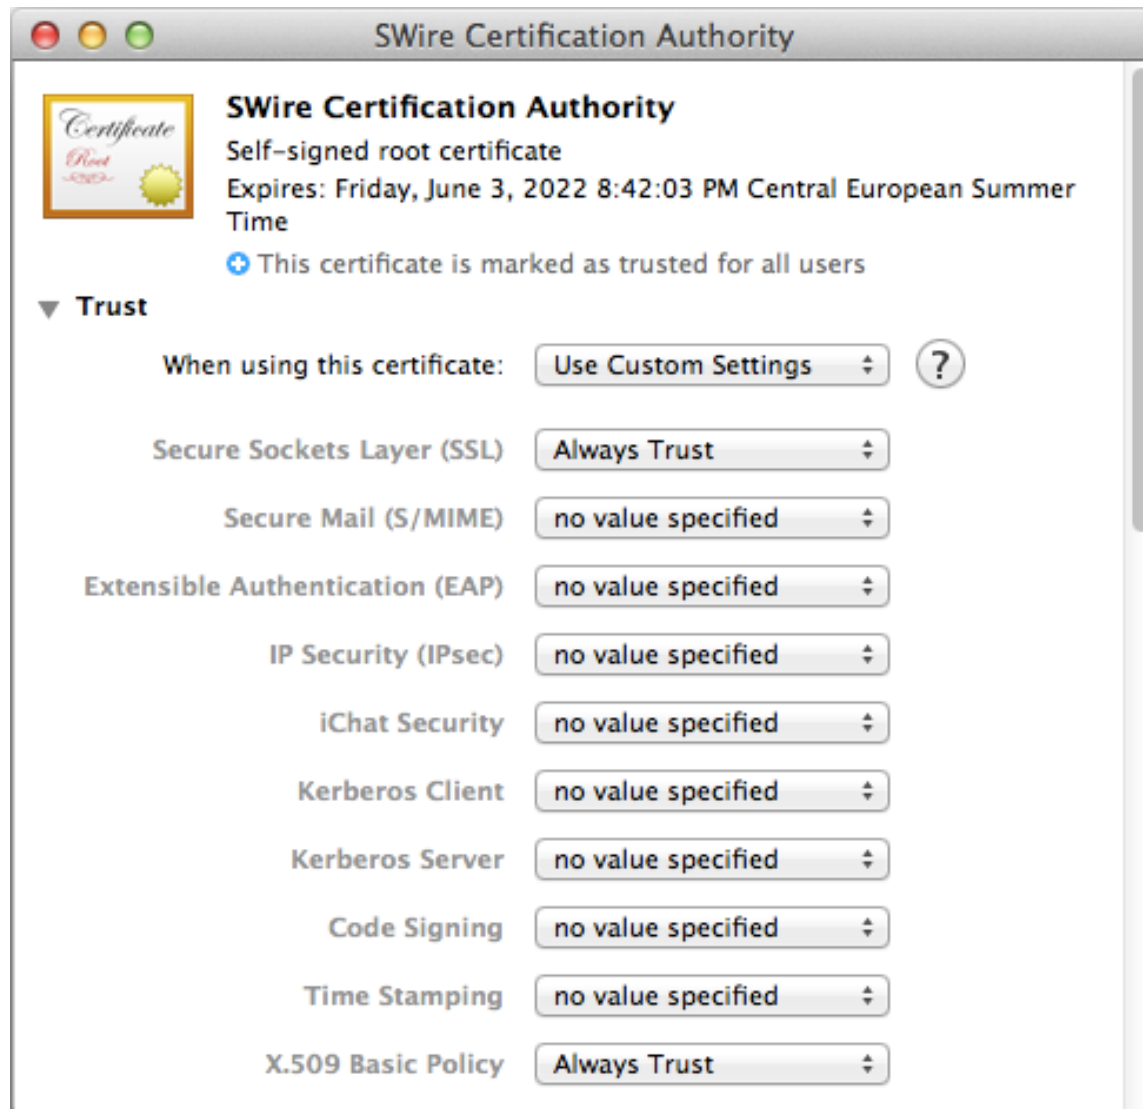 SWire Certification Authority
Certificate
Root
SWire Certification Authority
Self-signed root certificate
Expires: Friday, June 3, 2022 8:42:03 PM Central European Summer
Time
This certificate is marked as trusted for all users
Trust
When using this certificate: Use Custom Settings ?
Secure Sockets Layer (SSL) Always Trust
Secure Mail (S/MIME) no value specified
Extensible Authentication (EAP) no value specified
IP Security (IPsec) no value specified
iChat Security no value specified
Kerberos Client no value specified
Kerberos Server no value specified
Code Signing no value specified
Time Stamping no value specified
X.509 Basic Policy Always Trust